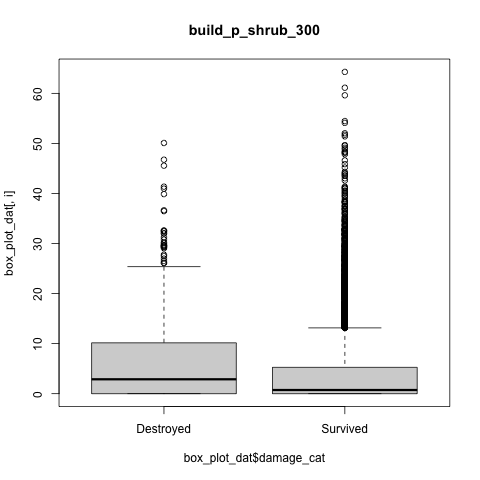 build_p_shrub_300
box_plot_dat[, i]
60
50
40
30
20
10
0
Destroyed
Survived
box_plot_dat$damage_cat